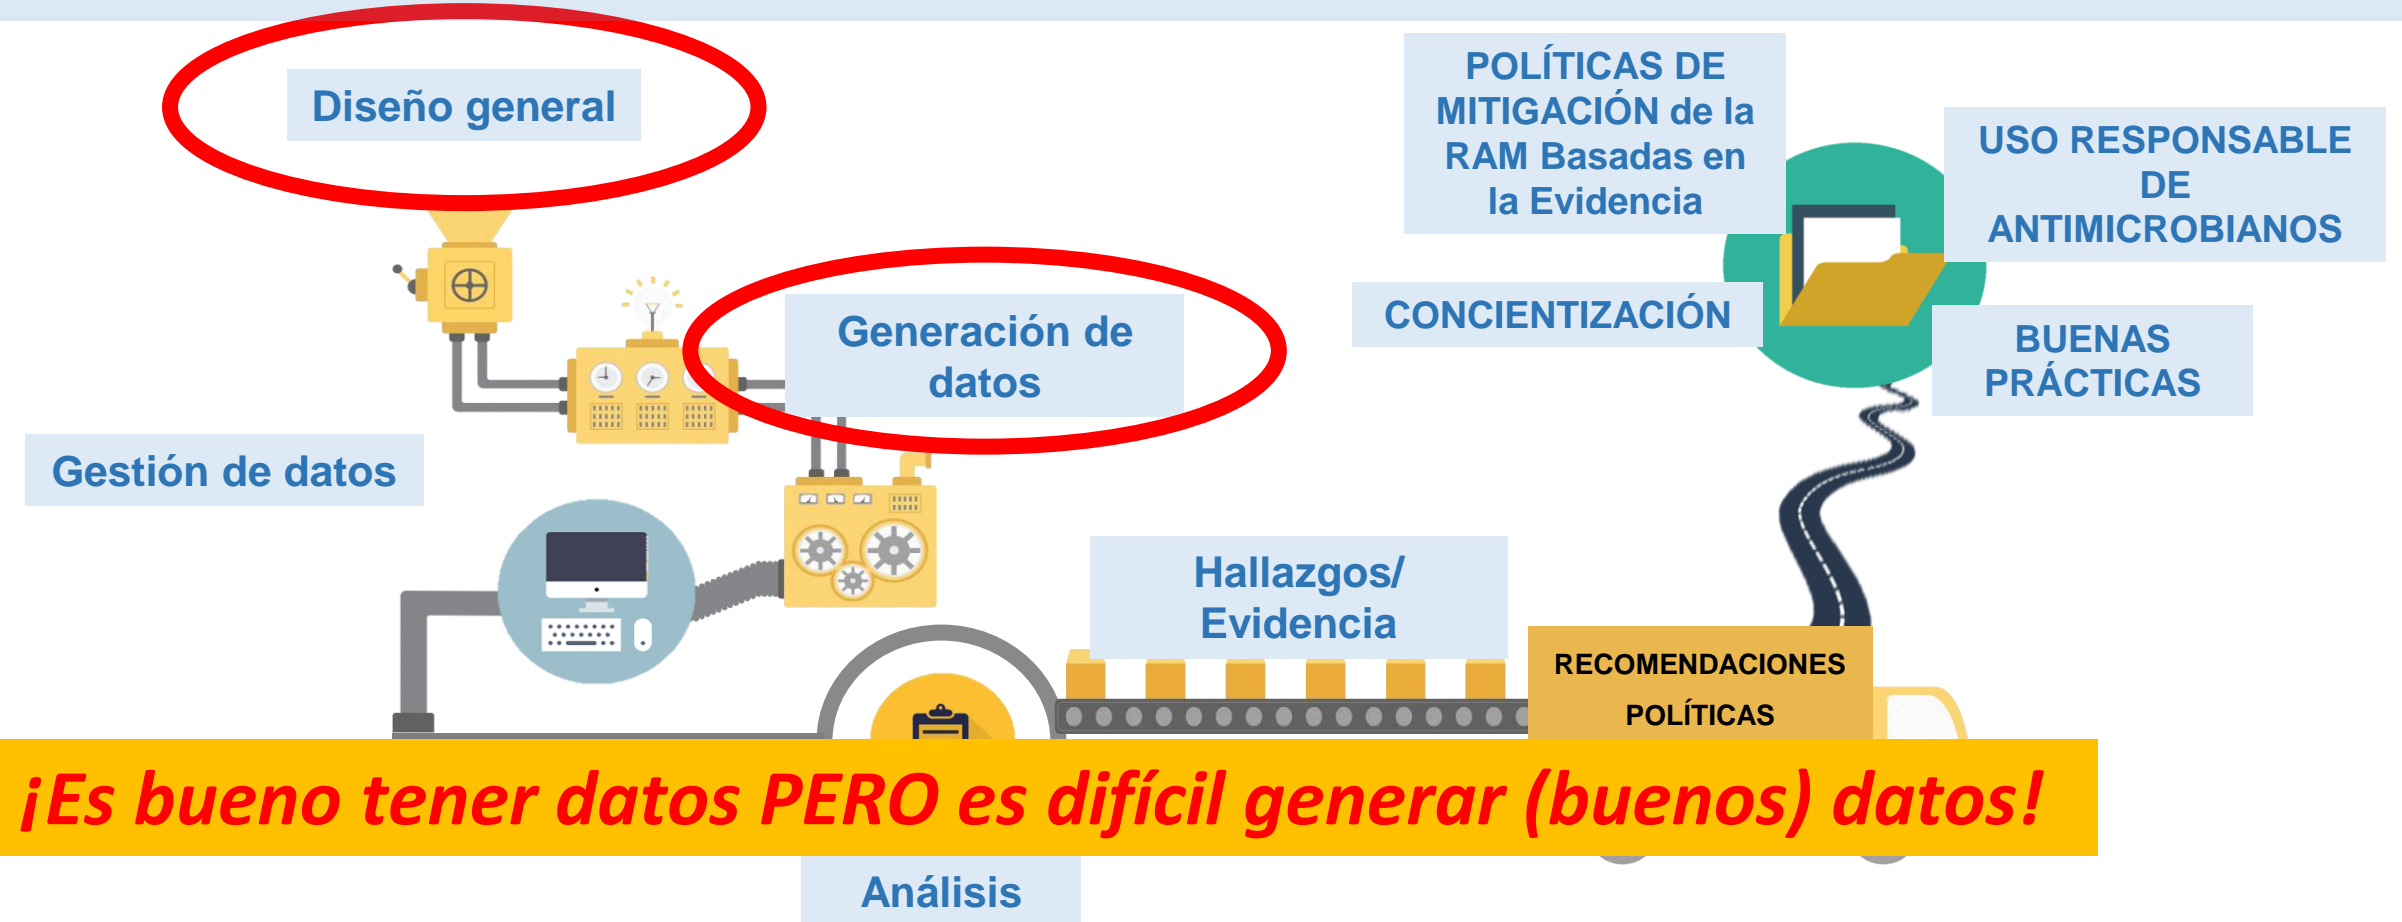 Diseño general
Generación de
datos
Gestión de datos
Hallazgos/
Evidencia
POLÍTICAS DE
MITIGACIÓN de la
RAM Basadas en
la Evidencia
USO RESPONSABLE
DE
ANTIMICROBIANOS
CONCIENTIZACIÓN
BUENAS
PRÁCTICAS
RECOMENDACIONES
POLÍTICAS
¡Es bueno tener datos PERO es difícil generar (buenos) datos!
Análisis